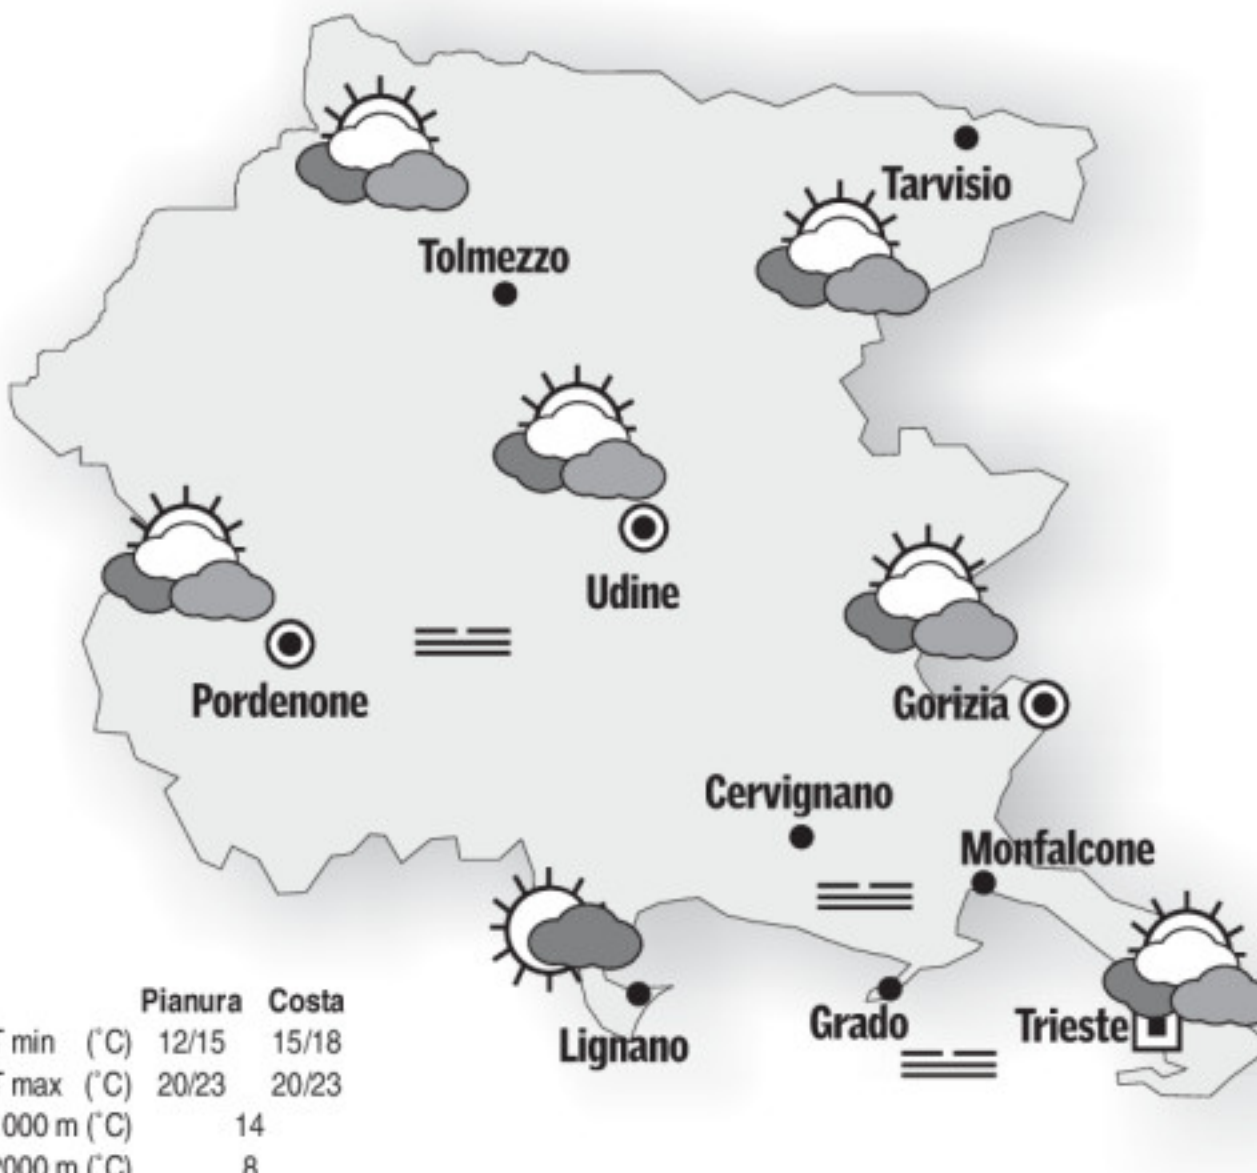 Tarvisio
Tolmezzo
Udine
Pordenone
Gorizia
Cervignano
Monfalcone
Lignano
Grado
Trieste
Pianura Costa
T min (°C) 12/15 15/18
T max (°C) 20/23 20/23
000 m (°C) 14
2000 m (°C) 8